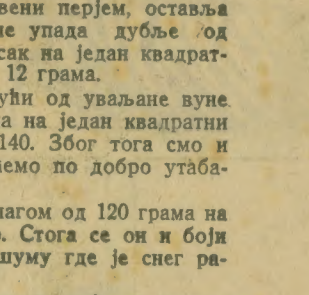 вени перјем, оставља
не упада дубље од
сак на један квадрат-
12 грама.
ући од уваљане вуне
а на један квадратни
140. Због тога смо и
емо по добро утаба-
лагом од 120 грама на
. Стога се он и боји
шуму где је снег ра-